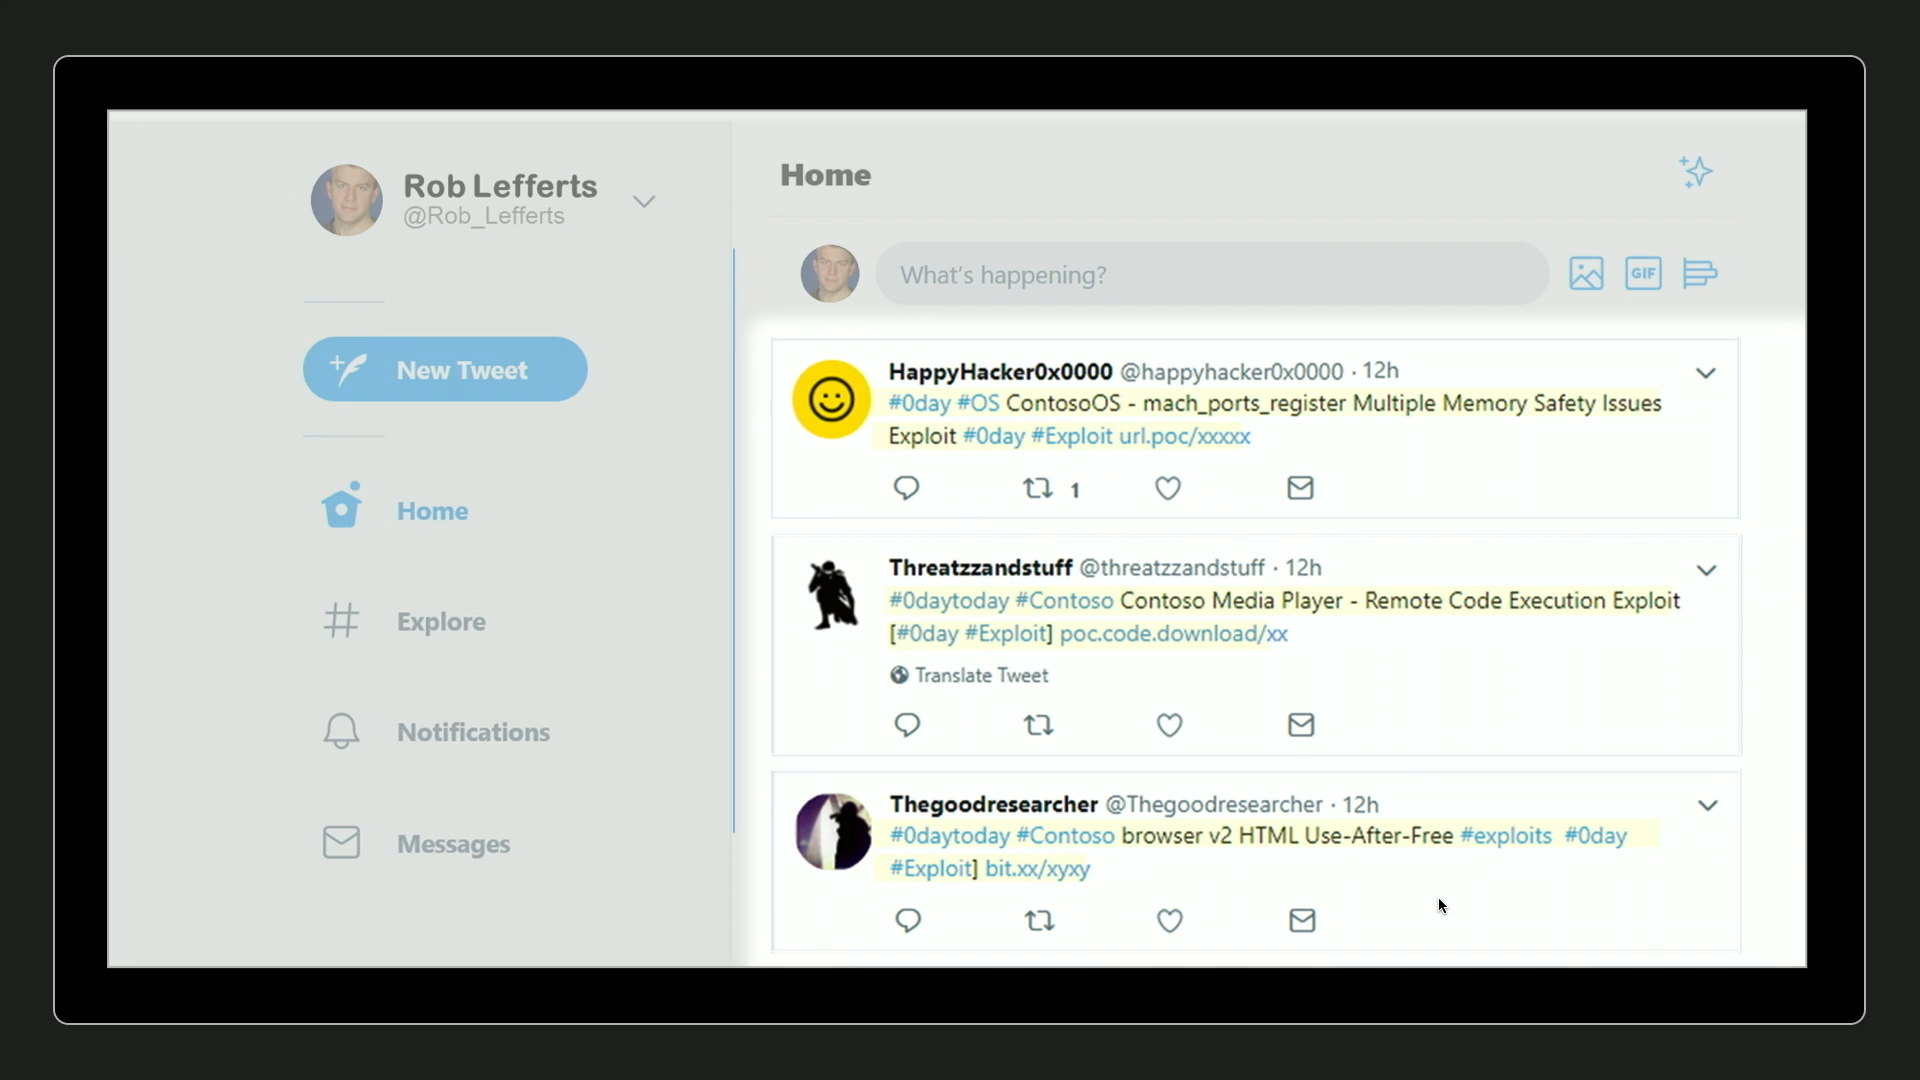 Rob Lefferts
@Rob_Lefferts
New Tweet
Home
Explore
Notifications
Messages
Home
What's happening?
GIF
HappyHacker0x0000 @happyhacker0x0000 · 12h
#0day #OS ContosoOS - mach_ports_register Multiple Memory Safety Issues
Exploit #0day #Exploit url.poc/xxxxx
1
Threatzzandstuff @threatzzandstuff · 12h
#0daytoday #Contoso Contoso Media Player - Remote Code Execution Exploit
[#0day #Exploit] poc.code.download/xx
Translate Tweet
Thegoodresearcher @Thegoodresearcher · 12h
#0daytoday #Contoso browser v2 HTML Use-After-Free #exploits #0day
#Exploit] bit.xx/xyxy